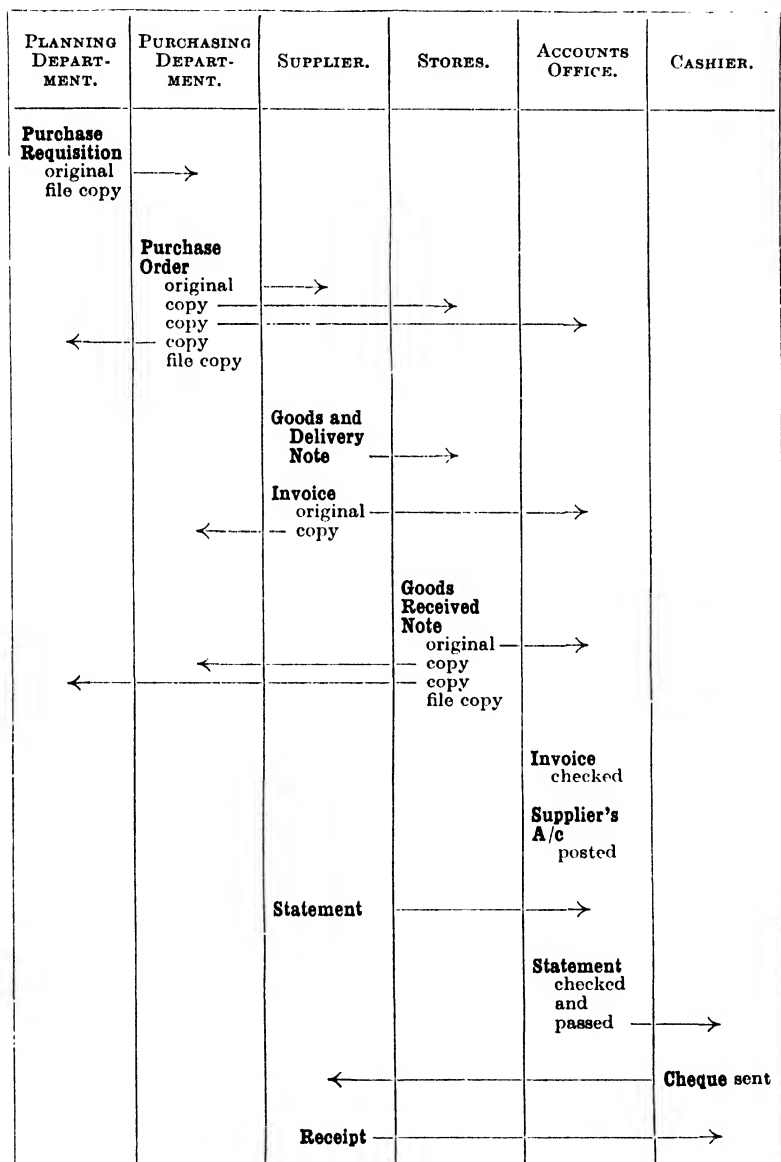 PLANNING DEPART- MENT.
PURCHASING DEPART- MENT.
SUPPLIER.
STORES.
ACCOUNTS OFFICE.
CASHIER.
Purchase
Requisition
original
file copy
Purchase
Order
original
copy
copy
copy
file copy
Goods and
Delivery
Note
Invoice
original
copy
Goods
Received
Note
original
copy
copy
file copy
Invoice
checked
Supplier's
A/c
posted
Statement
Statement
checked
and
passed
Cheque sent
Receipt